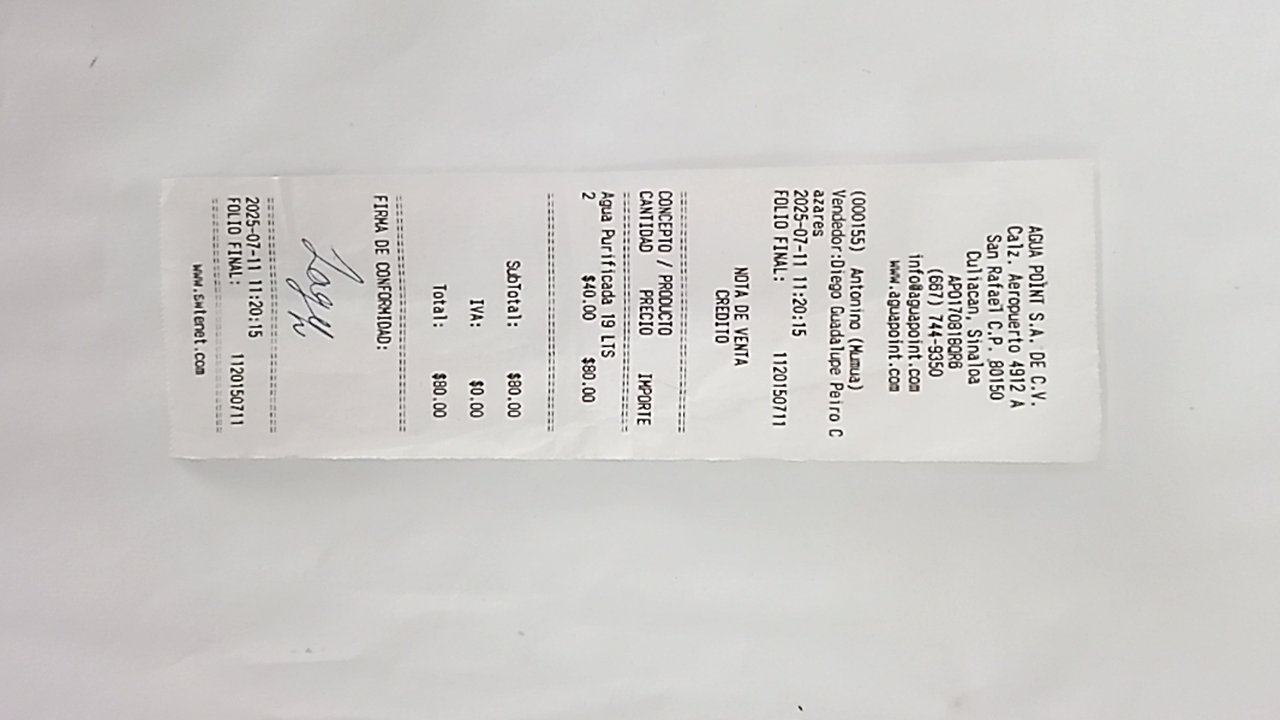 AGUA POINT S.A. DE C.V.
Calz. Aeropuerto 4912 A
San Rafael C.P. 80150
Culiacan, Sinaloa
APO170818QR6
(667) 744-9350
info@aguapoint.com
www.aguapoint.com
(000155) Antonino (Mumua)
Vendedor:Diego Guadalupe Peiro C
azares
2025-07-11 11:20:15
FOLIO FINAL: 1120150711
NOTA DE VENTA
CREDITO
CONCEPTO / PRODUCTO
CANTIDAD PRECIO IMPORTE
Agua Purificada 19 LTS
2 $40.00 $80.00
SubTotal: $80.00
IVA: $0.00
Total: $80.00
FIRMA DE CONFORMIDAD:
2025-07-11 11:20:15
FOLIO FINAL: 1120150711
www.swtenet.com